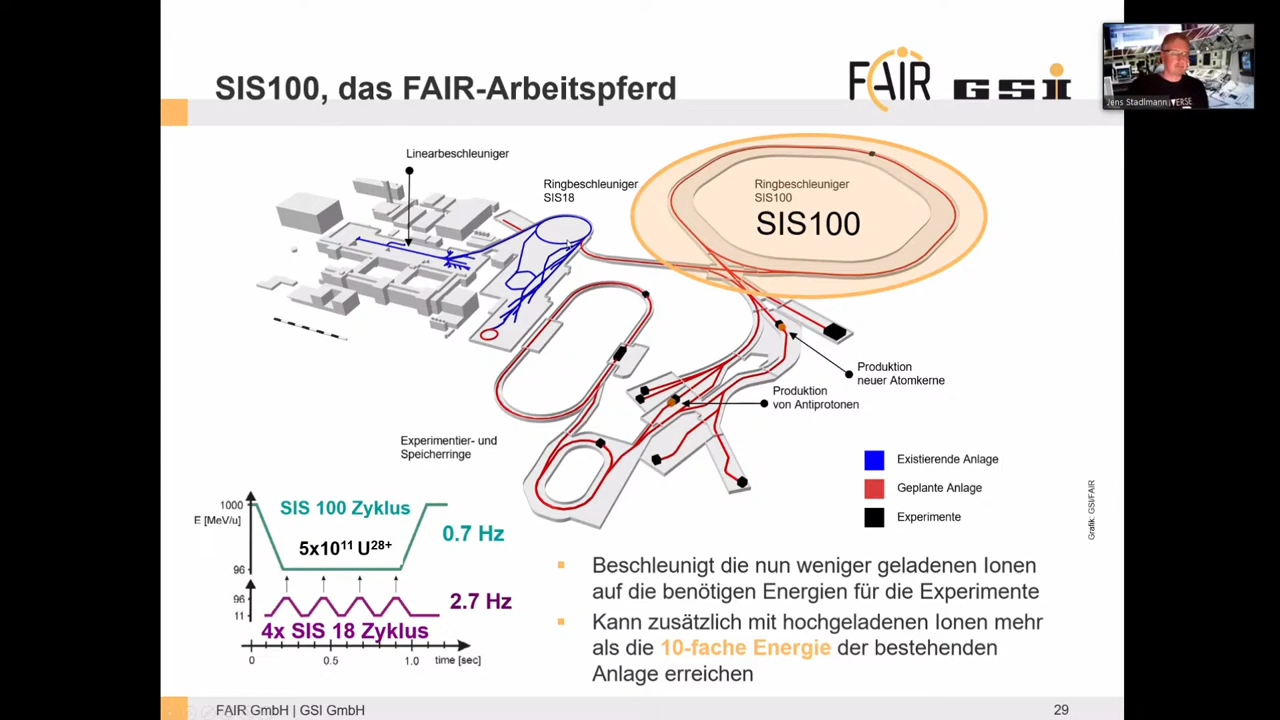 SIS100, das FAIR-Arbeitspferd
FAIR GSI
Jens Stadlmann
VERSE
Linearbeschleuniger
Ringbeschleuniger
SIS18
Ringbeschleuniger
SIS100
SIS100
Produktion
neuer Atomkerne
Produktion
von Antiprotonen
Experimentier- und
Speicherringe
Existierende Anlage
Geplante Anlage
Experimente
Grafik: GSI/FAIR
1000
E [MeV/u]
SIS 100 Zyklus
5x10¹¹ U²⁸⁺
0.7 Hz
96
96
11
2.7 Hz
4x SIS 18 Zyklus
0 0.5 1.0 time [sec]
Beschleunigt die nun weniger geladenen Ionen
auf die benötigen Energien für die Experimente
Kann zusätzlich mit hochgeladenen Ionen mehr
als die 10-fache Energie der bestehenden
Anlage erreichen
FAIR GmbH | GSI GmbH
29